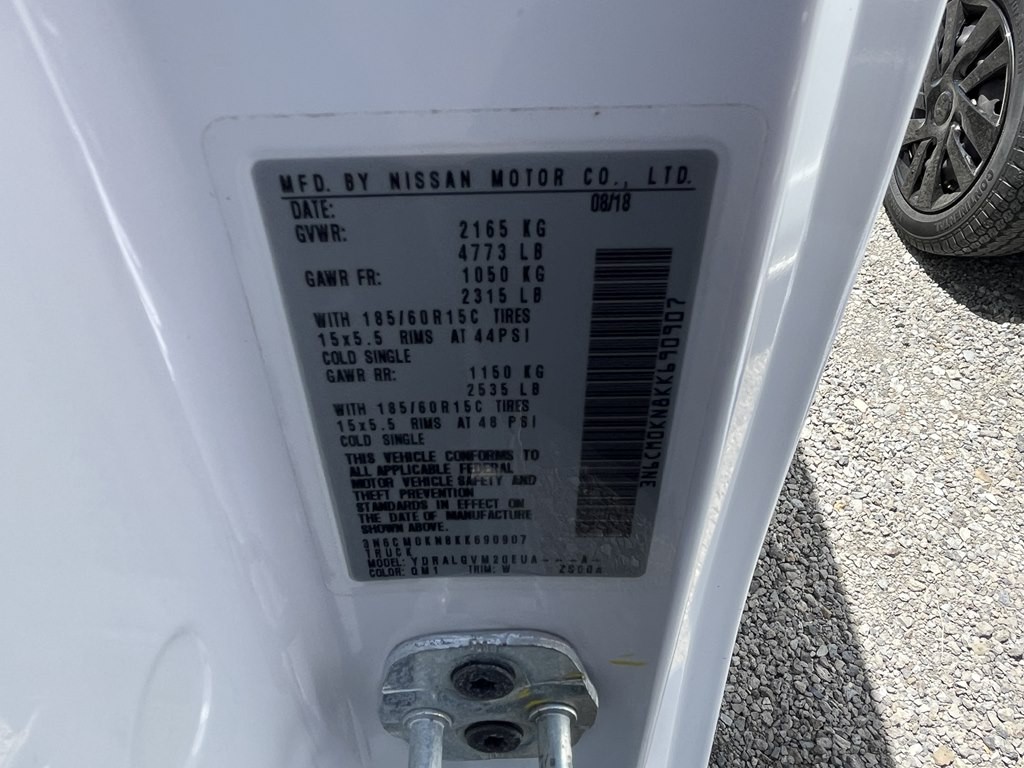 MFD. BY NISSAN MOTOR CO., LTD.
DATE: 08/18
GVWR: 2165 KG
4773 LB
GAWR FR: 1050 KG
2315 LB
WITH 185/60R15C TIRES
15x5.5 RIMS AT 44PSI
COLD SINGLE
GAWR RR: 1150 KG
2535 LB
WITH 185/60R15C TIRES
15x5.5 RIMS AT 48 PSI
COLD SINGLE
THIS VEHICLE CONFORMS TO
ALL APPLICABLE FEDERAL
MOTOR VEHICLE SAFETY AND
THEFT PREVENTION
STANDARDS IN EFFECT ON
THE DATE OF MANUFACTURE
SHOWN ABOVE.
3N6CM0KN8KK690907
TRUCK
MODEL:
COLOR: QM1 TRIM: W
3N6CM0KN8KK690907